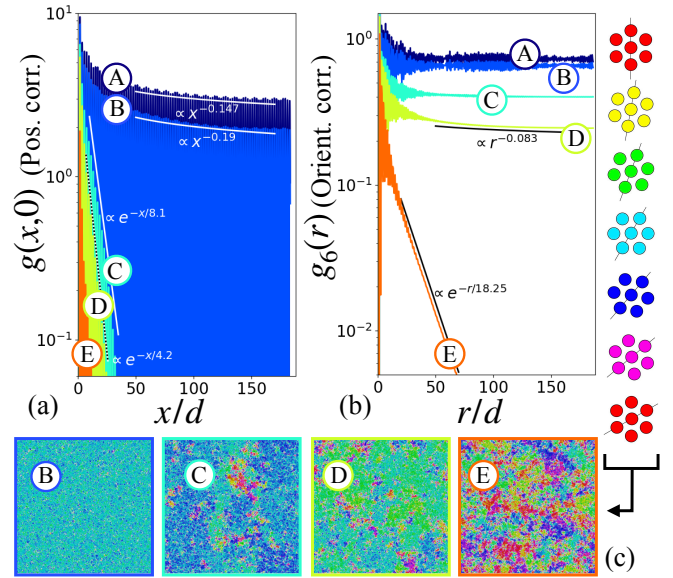 10¹
10⁰
10⁻¹
g(x,0) (Pos. corr.)
A
B
∝ x^−0.147
∝ x^−0.19
∝ e^−x/8.1
C
D
E
∝ e^−x/4.2
0 50 100 150
(a) x/d
10⁰
10⁻¹
10⁻²
g₆(r) (Orient. corr.)
A
B
C
D
∝ r^−0.083
∝ e^−r/18.25
E
0 50 100 150
(b) r/d
B
C
D
E
(c)